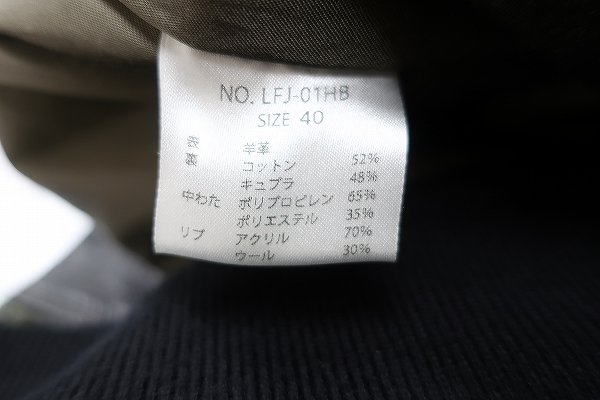 NO. LFJ-01HB
SIZE 40
表 羊革
裏 コットン 52%
キュプラ 48%
中わた ポリプロピレン 65%
ポリエステル 35%
リブ アクリル 70%
ウール 30%